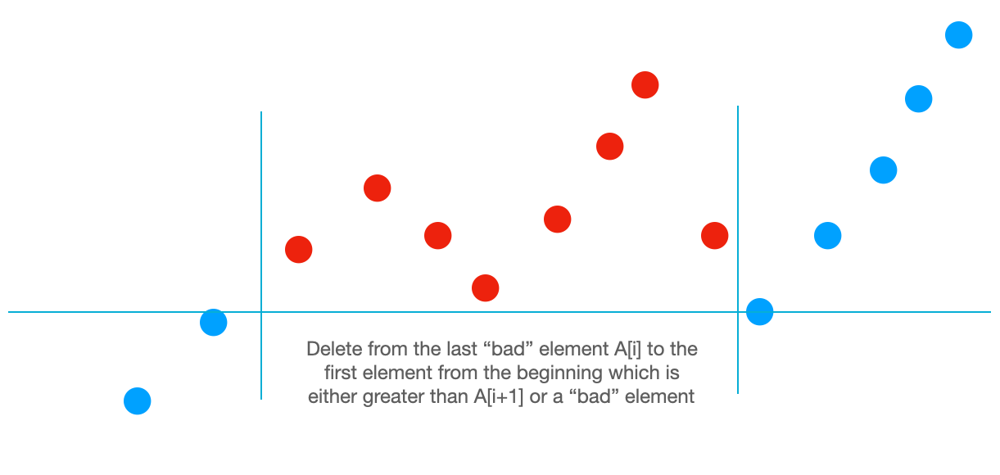 Delete from the last “bad” element A[i] to the
first element from the beginning which is
either greater than A[i+1] or a “bad” element